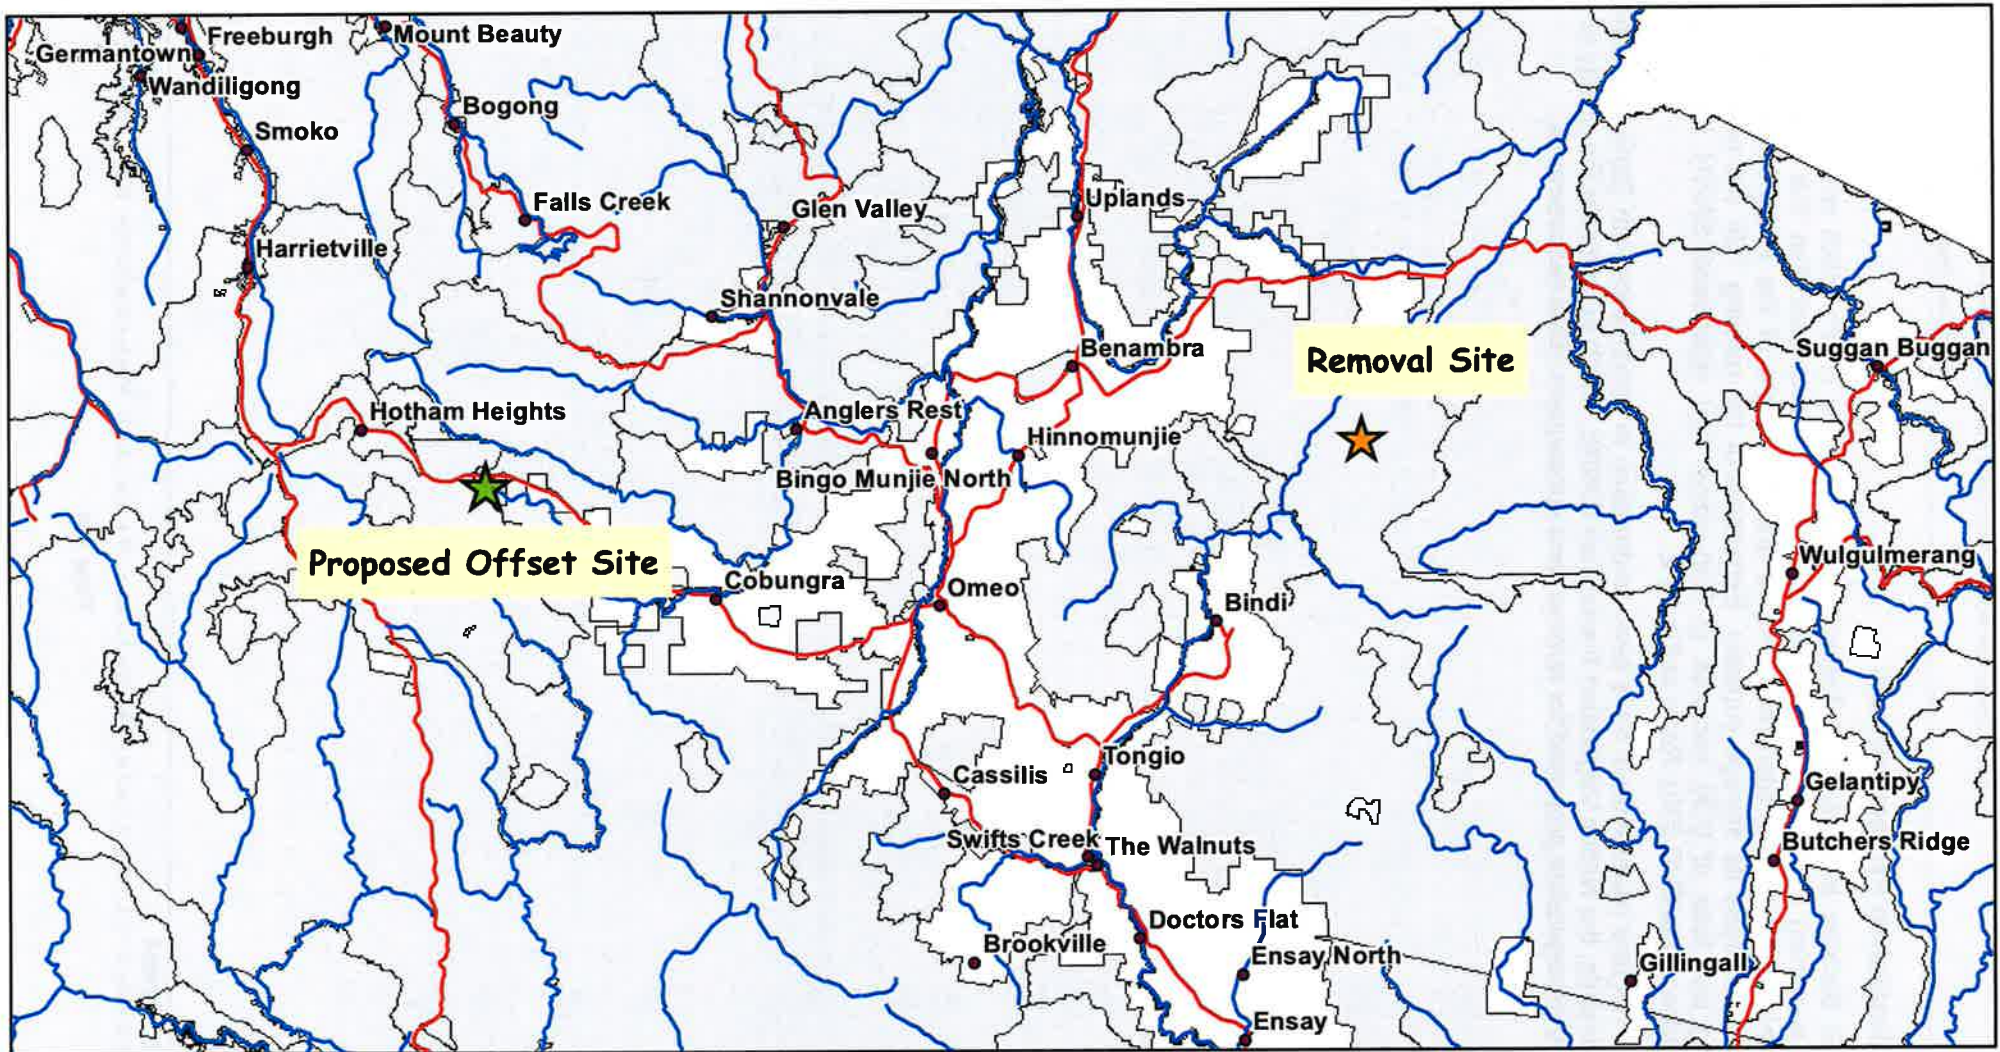 Freeburgh
Mount Beauty
Germantown
Wandiligong
Bogong
Smoko
Falls Creek
Glen Valley
Uplands
Harrietville
Shannonvale
Benambra
Removal Site
Suggan Buggan
Hotham Heights
Anglers Rest
Hinnomunjie
Bingo Munjie North
Proposed Offset Site
Cobungra
Omeo
Bindi
Wulgulmerang
Tongio
Cassilis
Gelantipy
Swifts Creek
The Walnuts
Butchers Ridge
Doctors Flat
Brookville
Ensay North
Gillingall
Ensay